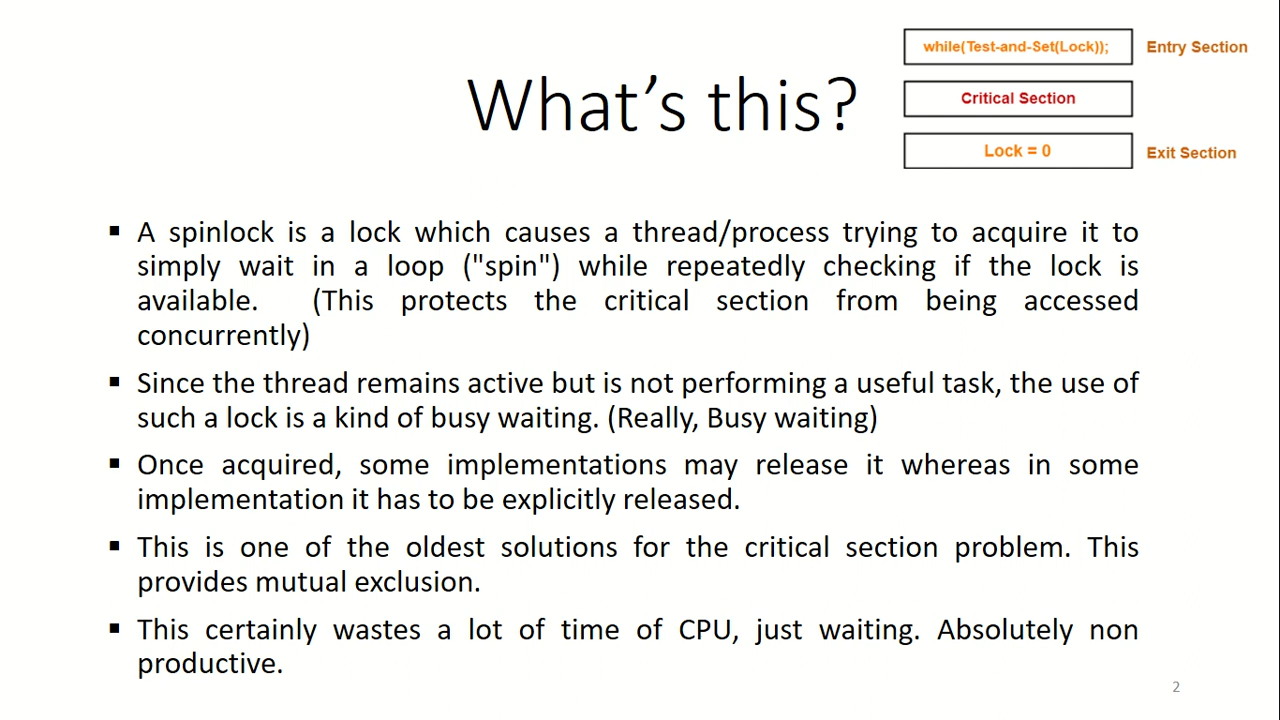 while(Test-and-Set(Lock));
Entry Section
What's this?
Critical Section
Lock = 0
Exit Section
▪ A spinlock is a lock which causes a thread/process trying to acquire it to
simply wait in a loop ("spin") while repeatedly checking if the lock is
available. (This protects the critical section from being accessed
concurrently)
▪ Since the thread remains active but is not performing a useful task, the use of
such a lock is a kind of busy waiting. (Really, Busy waiting)
▪ Once acquired, some implementations may release it whereas in some
implementation it has to be explicitly released.
▪ This is one of the oldest solutions for the critical section problem. This
provides mutual exclusion.
▪ This certainly wastes a lot of time of CPU, just waiting. Absolutely non
productive.
2